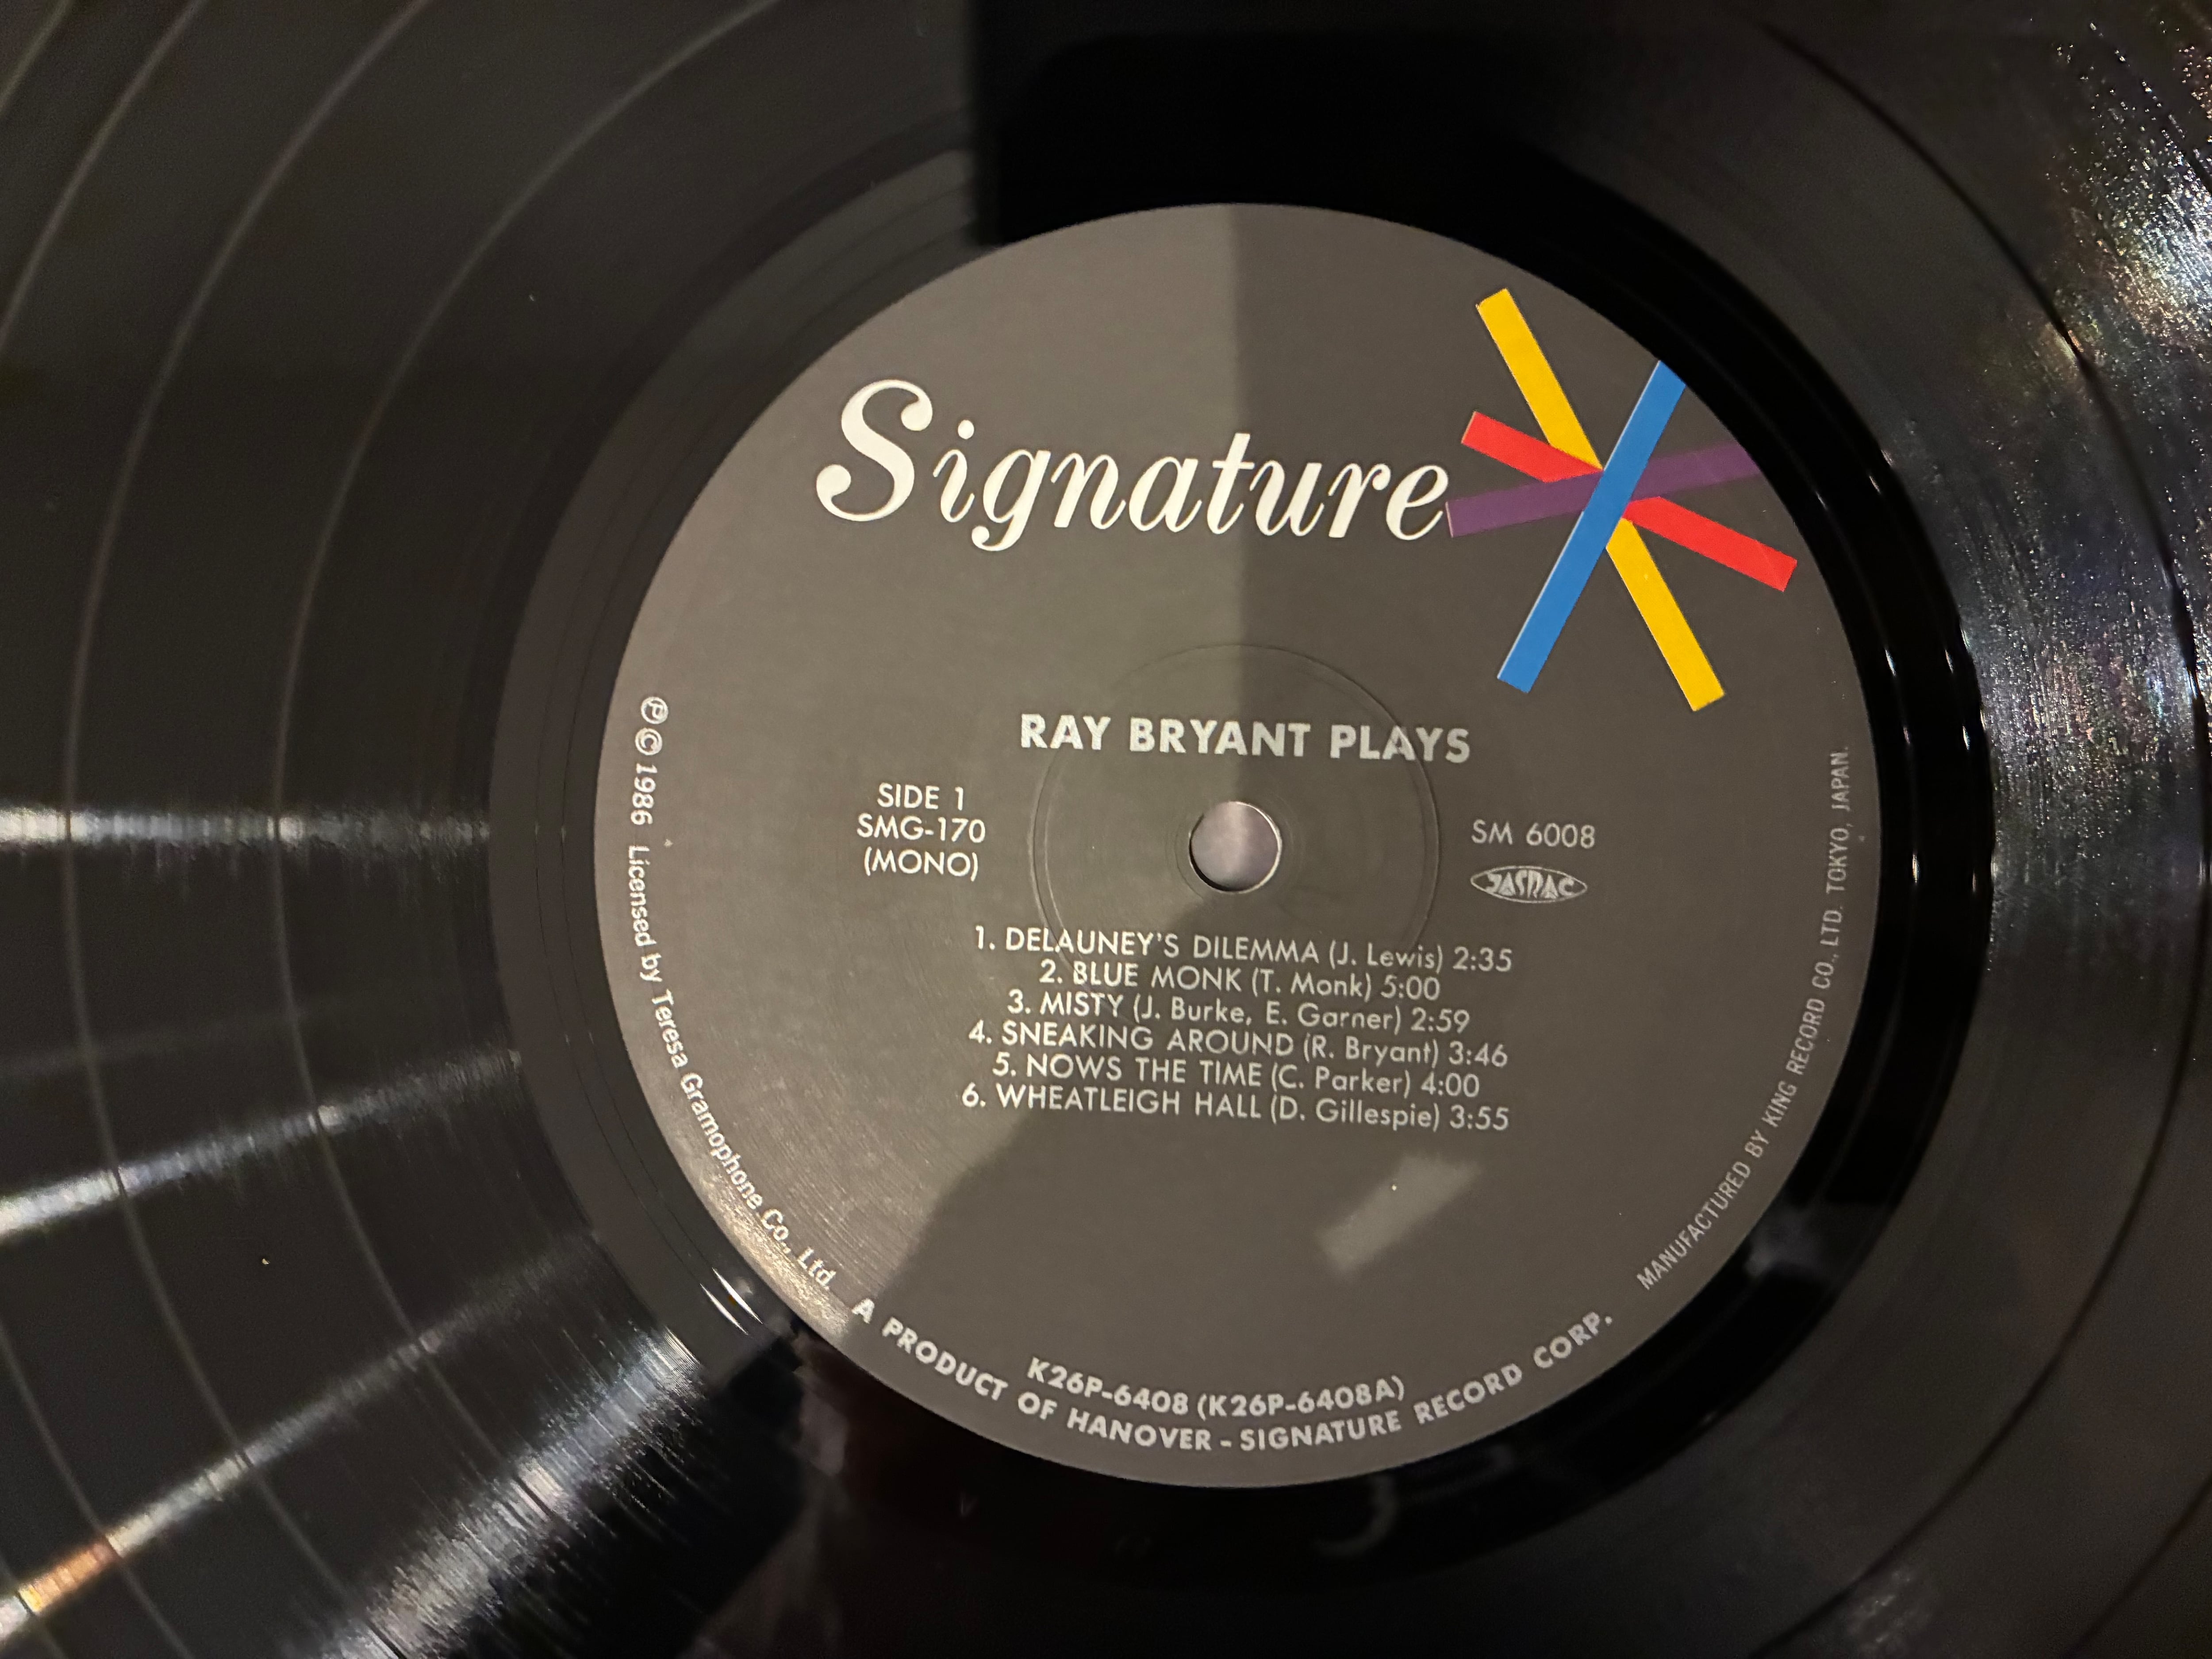 Signature
RAY BRYANT PLAYS
SIDE 1
SMG-170
(MONO)
SM 6008
JASRAC
1. DELAUNEY'S DILEMMA (J. Lewis) 2:35
2. BLUE MONK (T. Monk) 5:00
3. MISTY (J. Burke, E. Garner) 2:59
4. SNEAKING AROUND (R. Bryant) 3:46
5. NOWS THE TIME (C. Parker) 4:00
6. WHEATLEIGH HALL (D. Gillespie) 3:55
Ⓟ Ⓒ 1986 Licensed by Teresa Gramophone Co., Ltd.
K26P-6408 (K26P-6408A)
A PRODUCT OF HANOVER - SIGNATURE RECORD CORP.
MANUFACTURED BY KING RECORD CO., LTD. TOKYO, JAPAN.